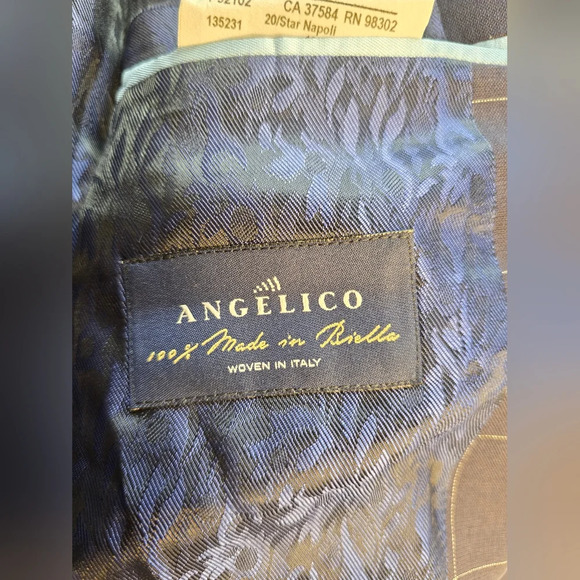 CA 37584 RN 98302
135231 20/Star Napoli
ANGELICO
100% Made in Biella
WOVEN IN ITALY